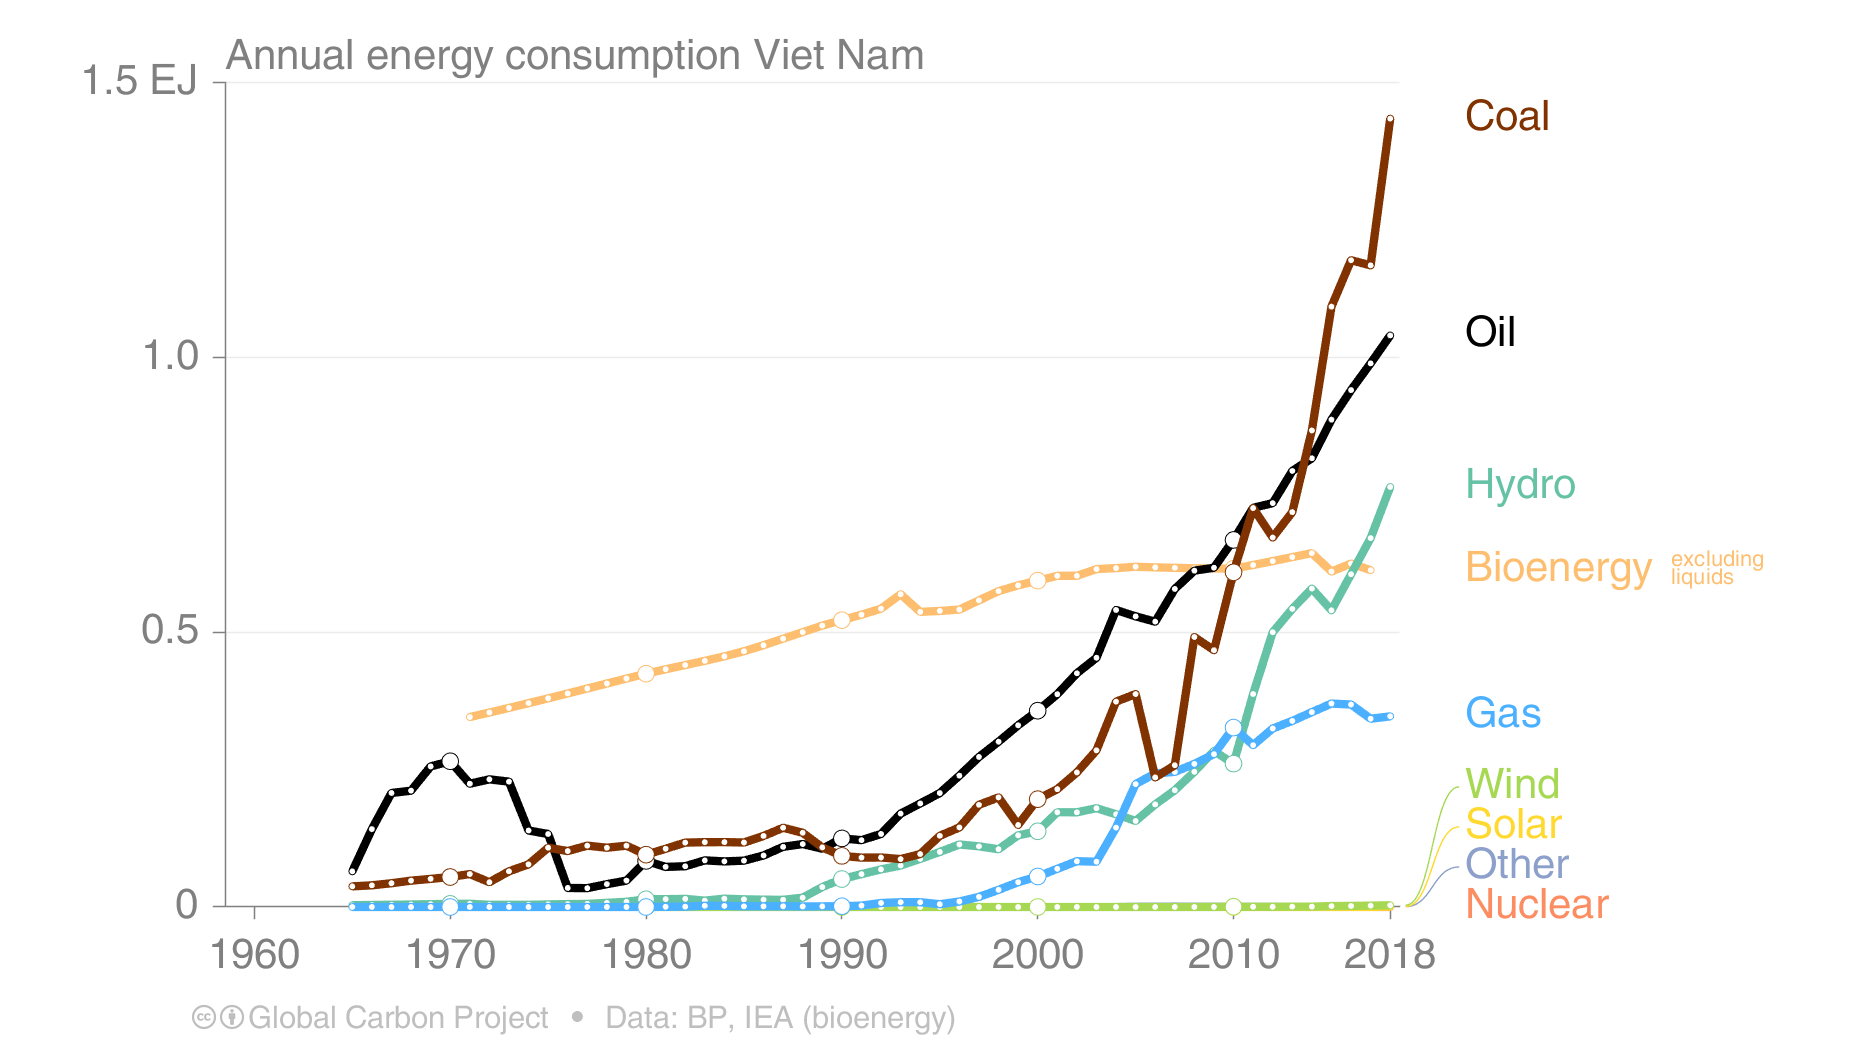 Annual energy consumption Viet Nam
1.5 EJ
1.0
0.5
0
1960 1970 1980 1990 2000 2010 2018
Coal
Oil
Hydro
Bioenergy excluding liquids
Gas
Wind
Solar
Other
Nuclear
cc Global Carbon Project • Data: BP, IEA (bioenergy)